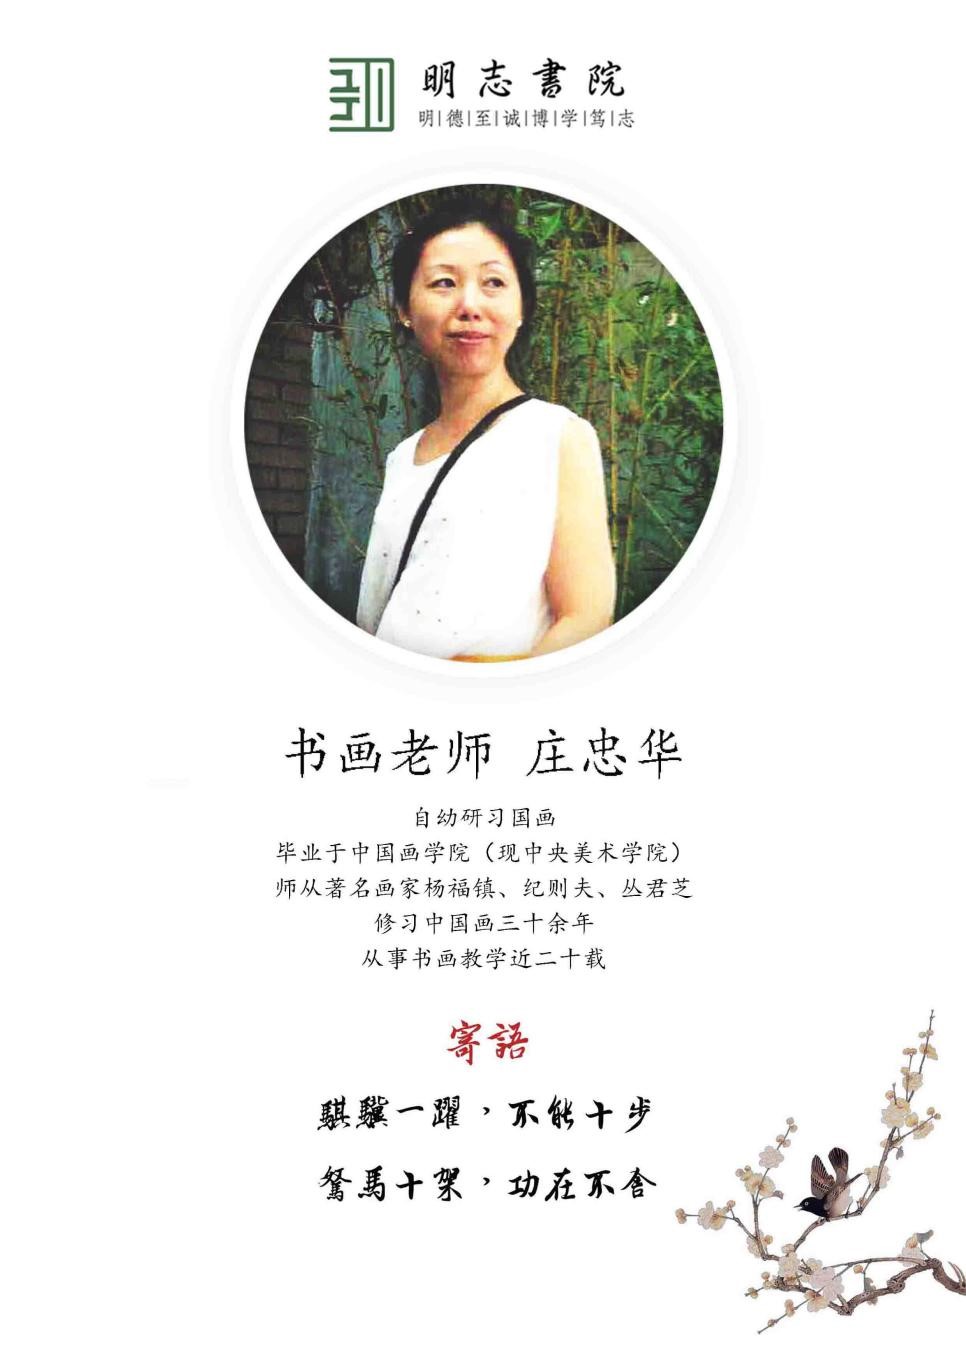 明志書院
明|德|至|诚|博|学|笃|志
书画老师 庄忠华
自幼研习国画
毕业于中国画学院（现中央美术学院）
师从著名画家杨福镇、纪则夫、丛君芝
修习中国画三十余年
从事书画教学近二十载
寄語
騏驥一躍，不能十步
駑馬十架，功在不舍